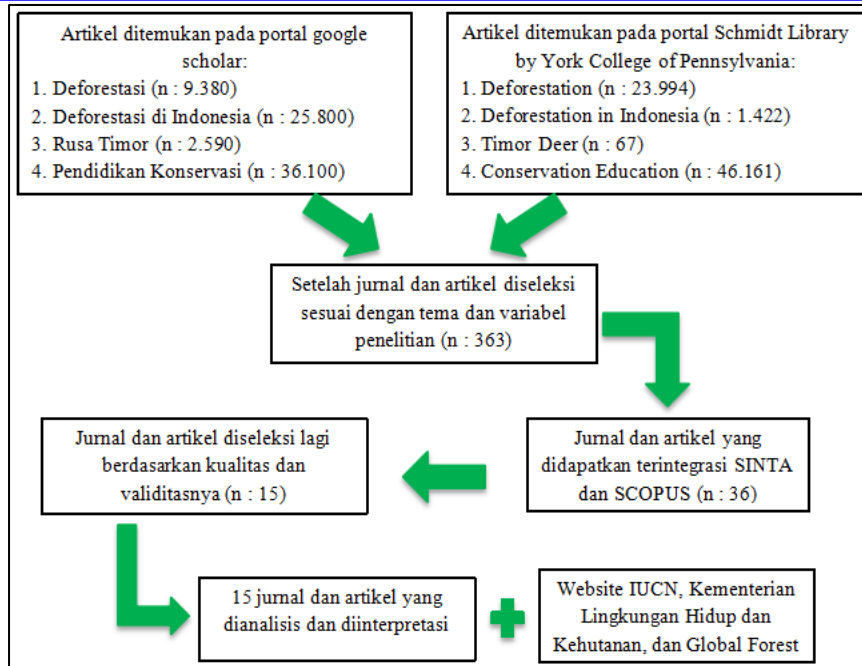 Artikel ditemukan pada portal google
scholar:
1. Deforestasi (n : 9.380)
2. Deforestasi di Indonesia (n : 25.800)
3. Rusa Timor (n : 2.590)
4. Pendidikan Konservasi (n : 36.100)
Artikel ditemukan pada portal Schmidt Library
by York College of Pennsylvania:
1. Deforestation (n : 23.994)
2. Deforestation in Indonesia (n : 1.422)
3. Timor Deer (n : 67)
4. Conservation Education (n : 46.161)
Setelah jurnal dan artikel diseleksi
sesuai dengan tema dan variabel
penelitian (n : 363)
Jurnal dan artikel yang
didapatkan terintegrasi SINTA
dan SCOPUS (n : 36)
Jurnal dan artikel diseleksi lagi
berdasarkan kualitas dan
validitasnya (n : 15)
15 jurnal dan artikel yang
dianalisis dan diinterpretasi
Website IUCN, Kementerian
Lingkungan Hidup dan
Kehutanan, dan Global Forest